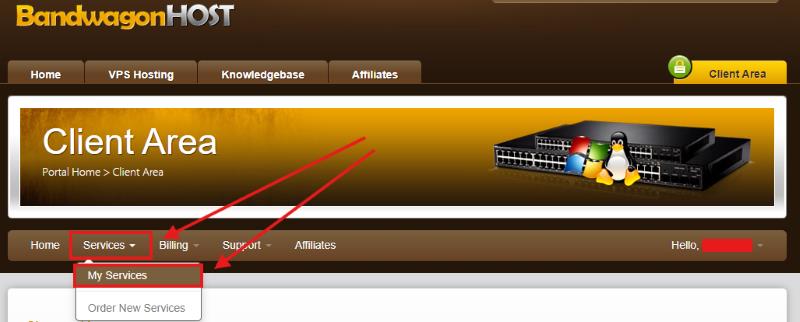 BandwagonHOST
Home VPS Hosting Knowledgebase Affiliates Client Area
Client Area
Portal Home > Client Area
Home Services Billing Support Affiliates Hello,
My Services
Order New Services